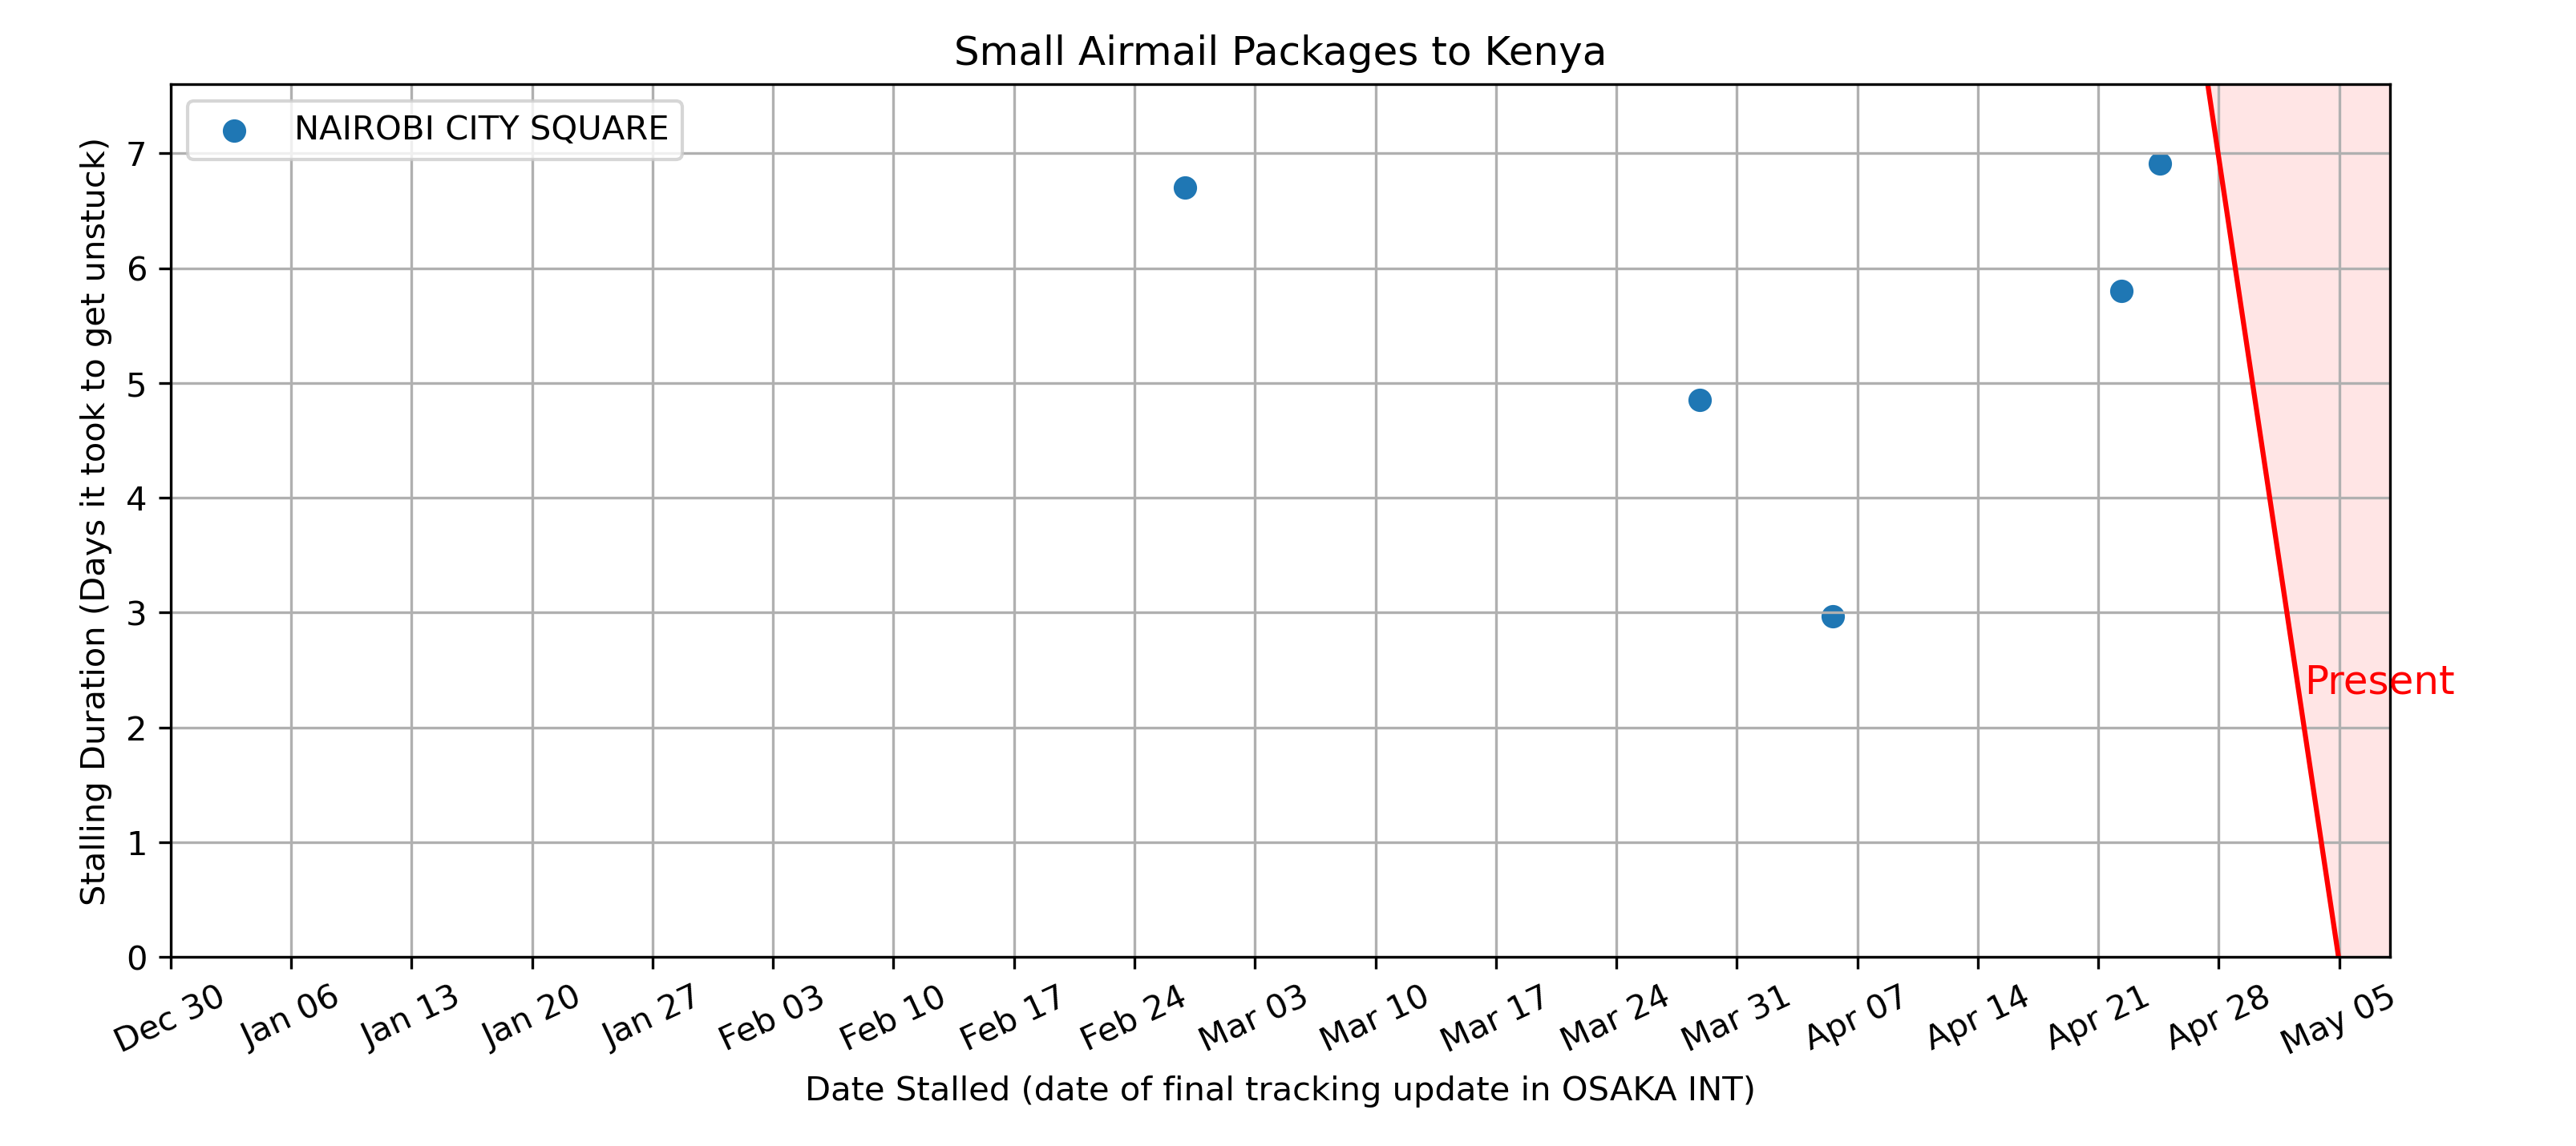 Small Airmail Packages to Kenya
NAIROBI CITY SQUARE
Stalling Duration (Days it took to get unstuck)
7
6
5
4
3
2
1
0
Present
Dec 30 Jan 06 Jan 13 Jan 20 Jan 27 Feb 03 Feb 10 Feb 17 Feb 24 Mar 03 Mar 10 Mar 17 Mar 24 Mar 31 Apr 07 Apr 14 Apr 21 Apr 28 May 05
Date Stalled (date of final tracking update in OSAKA INT)